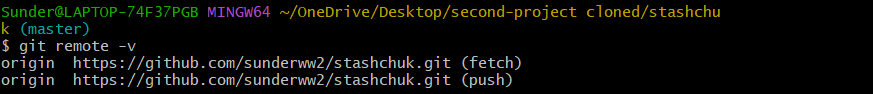 Sunder@LAPTOP-74F37PGB MINGW64 ~/OneDrive/Desktop/second-project cloned/stashchu
k (master)
$ git remote -v
origin  https://github.com/sunderww2/stashchuk.git (fetch)
origin  https://github.com/sunderww2/stashchuk.git (push)